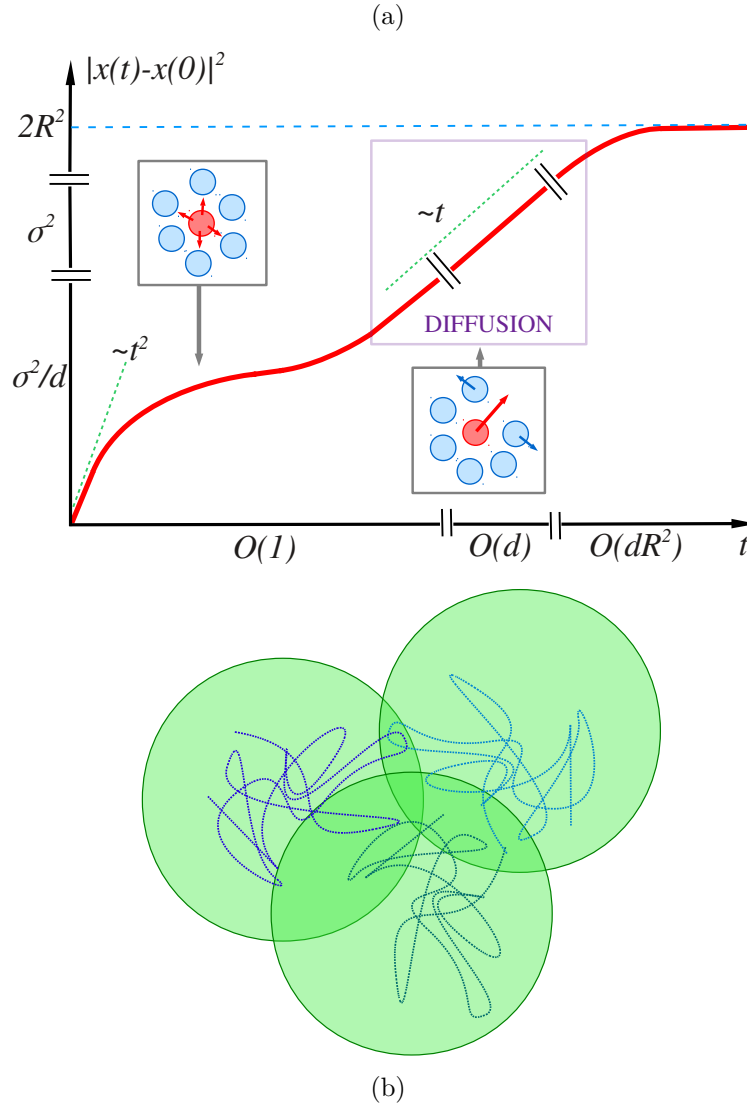 (a)
|x(t)-x(0)|²
2R²
σ²
~t
DIFFUSION
~t²
σ²/d
O(1)
O(d)
O(dR²)
t
(b)